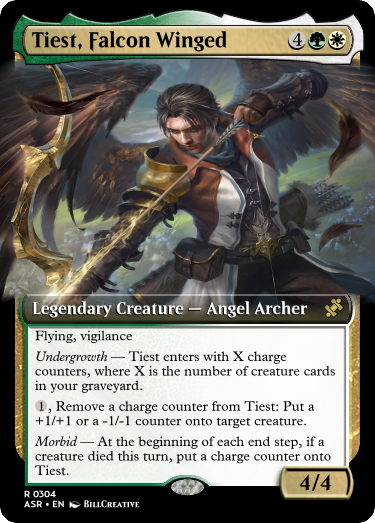 Tiest, Falcon Winged 4
Legendary Creature — Angel Archer
Flying, vigilance
Undergrowth — Tiest enters with X charge
counters, where X is the number of creature cards
in your graveyard.
1, Remove a charge counter from Tiest: Put a
+1/+1 or a -1/-1 counter onto target creature.
Morbid — At the beginning of each end step, if a
creature died this turn, put a charge counter onto
Tiest.
4/4
R 0304
ASR • EN BillCreative